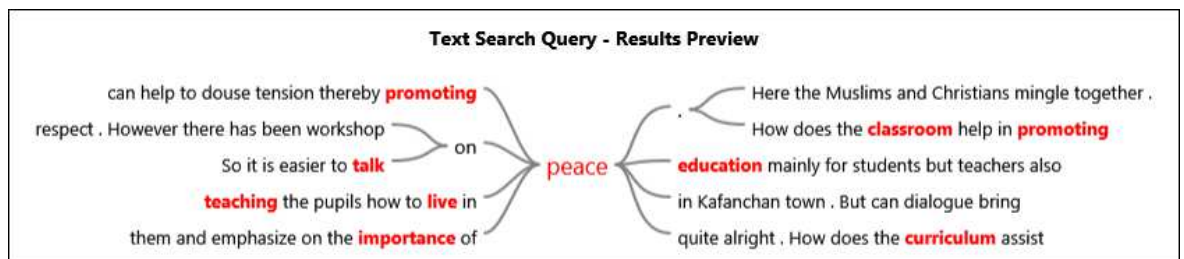 Text Search Query - Results Preview
can help to douse tension thereby promoting
respect . However there has been workshop
So it is easier to talk
on
teaching the pupils how to live in
them and emphasize on the importance of
peace
.
Here the Muslims and Christians mingle together .
How does the classroom help in promoting
education mainly for students but teachers also
in Kafanchan town . But can dialogue bring
quite alright . How does the curriculum assist